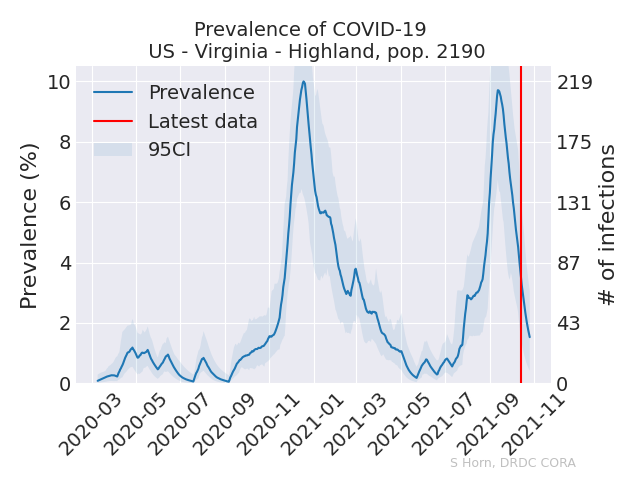 Prevalence of COVID-19
US - Virginia - Highland, pop. 2190
Prevalence
Latest data
95CI
Prevalence (%)
10
8
6
4
2
0
219
175
131
87
43
0
# of infections
2020-03
2020-05
2020-07
2020-09
2020-11
2021-01
2021-03
2021-05
2021-07
2021-09
2021-11
S Horn, DRDC CORA